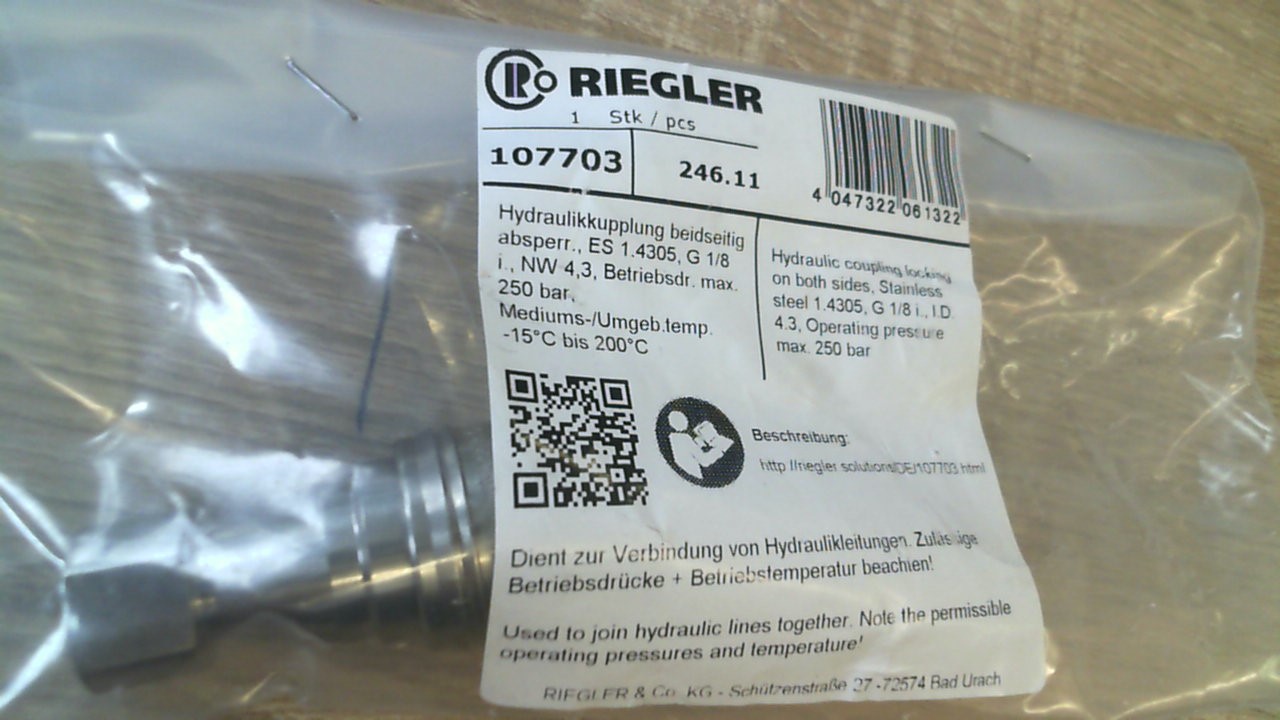 RIEGLER
1 Stk / pcs
107703
246.11
4 047322 061322
Hydraulikkupplung beidseitig
absperr., ES 1.4305, G 1/8
i., NW 4,3, Betriebsdr. max.
250 bar,
Mediums-/Umgeb.temp.
-15°C bis 200°C
Hydraulic coupling locking
on both sides, Stainless
steel 1.4305, G 1/8 i., I.D.
4.3, Operating pressure
max. 250 bar
Beschreibung:
http://riegler.solutions/DE/107703.html
Dient zur Verbindung von Hydraulikleitungen. Zulässige
Betriebsdrücke + Betriebstemperatur beachten!
Used to join hydraulic lines together. Note the permissible
operating pressures and temperature!
RIEGLER & Co. KG - Schützenstraße 27 -72574 Bad Urach